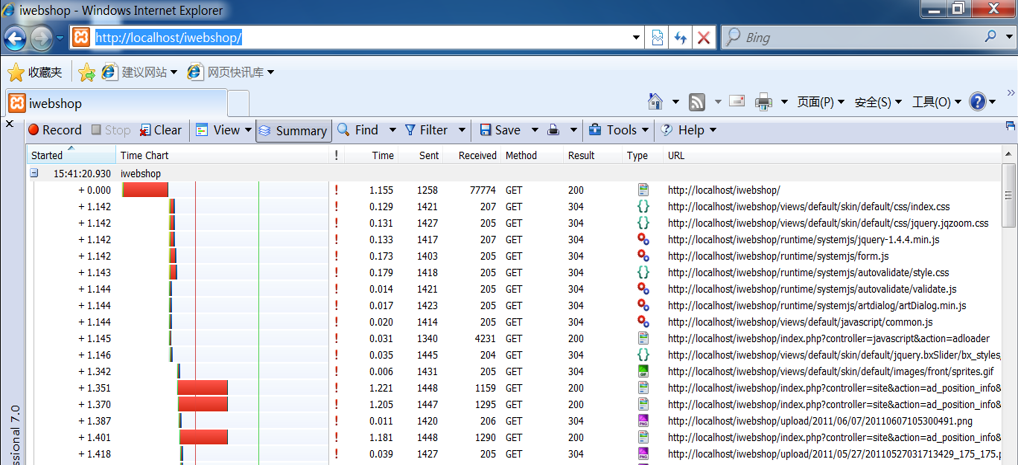 iwebshop - Windows Internet Explorer
http://localhost/iwebshop/
Bing
收藏夹 建议网站 网页快讯库
iwebshop
页面(P) 安全(S) 工具(O)
Record Stop Clear View Summary Find Filter Save Tools Help
Started Time Chart ! Time Sent Received Method Result Type URL
15:41:20.930 iwebshop
+ 0.000 ! 1.155 1258 77774 GET 200 http://localhost/iwebshop/
+ 1.142 ! 0.129 1421 207 GET 304 http://localhost/iwebshop/views/default/skin/default/css/index.css
+ 1.142 ! 0.131 1427 205 GET 304 http://localhost/iwebshop/views/default/skin/default/css/jquery.jqzoom.css
+ 1.142 ! 0.133 1417 207 GET 304 http://localhost/iwebshop/runtime/systemjs/jquery-1.4.4.min.js
+ 1.142 ! 0.173 1403 205 GET 304 http://localhost/iwebshop/runtime/systemjs/form.js
+ 1.143 ! 0.179 1418 205 GET 304 http://localhost/iwebshop/runtime/systemjs/autovalidate/style.css
+ 1.144 ! 0.014 1421 205 GET 304 http://localhost/iwebshop/runtime/systemjs/autovalidate/validate.js
+ 1.144 ! 0.017 1423 205 GET 304 http://localhost/iwebshop/runtime/systemjs/artdialog/artDialog.min.js
+ 1.144 ! 0.020 1414 205 GET 304 http://localhost/iwebshop/views/default/javascript/common.js
+ 1.145 ! 0.031 1340 4231 GET 200 http://localhost/iwebshop/index.php?controller=javascript&action=adloader
+ 1.146 ! 0.035 1445 204 GET 304 http://localhost/iwebshop/views/default/skin/default/jquery.bxSlider/bx_styles/
+ 1.342 ! 0.006 1431 205 GET 304 http://localhost/iwebshop/views/default/skin/default/images/front/sprites.gif
+ 1.351 ! 1.221 1448 1159 GET 200 http://localhost/iwebshop/index.php?controller=site&action=ad_position_info&
+ 1.370 ! 1.205 1447 1295 GET 200 http://localhost/iwebshop/index.php?controller=site&action=ad_position_info&
+ 1.387 ! 0.011 1420 206 GET 304 http://localhost/iwebshop/upload/2011/06/07/20110607105300491.png
+ 1.401 ! 1.181 1448 1290 GET 200 http://localhost/iwebshop/index.php?controller=site&action=ad_position_info&
+ 1.418 ! 0.039 1427 205 GET 304 http://localhost/iwebshop/upload/2011/05/27/20110527031713429_175_175.p
ssional 7.0